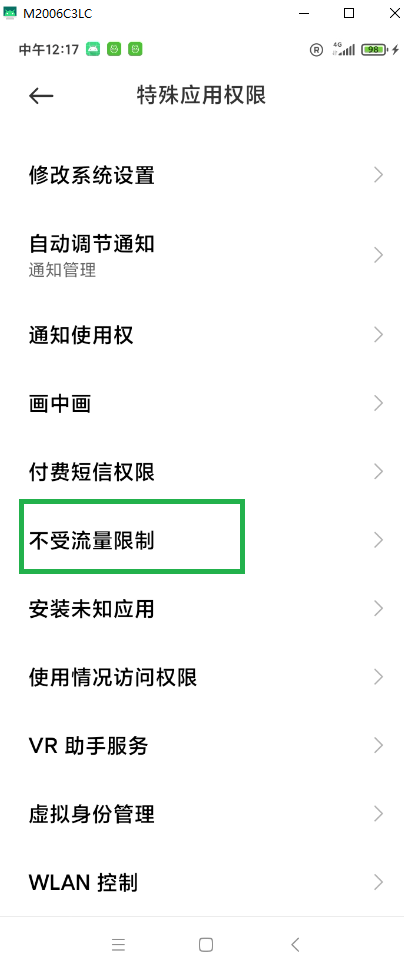 M2006C3LC
中午12:17
R
4G
98
特殊应用权限
修改系统设置
自动调节通知
通知管理
通知使用权
画中画
付费短信权限
不受流量限制
安装未知应用
使用情况访问权限
VR 助手服务
虚拟身份管理
WLAN 控制